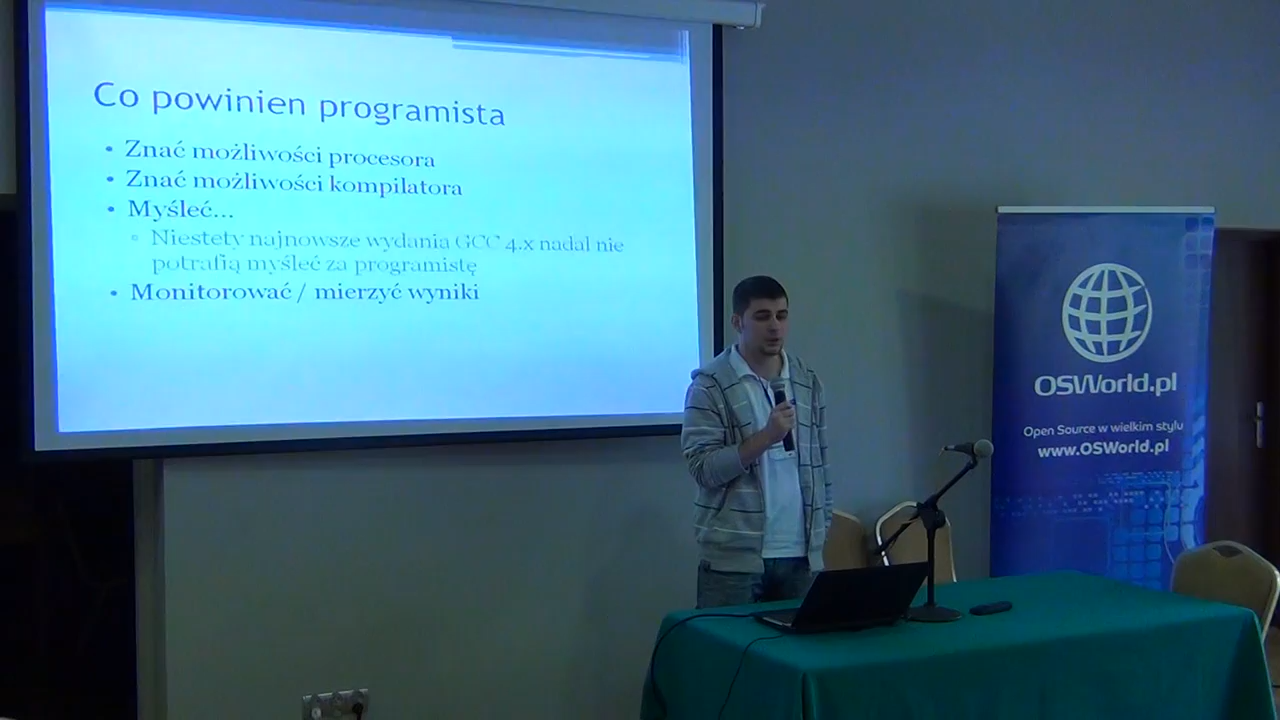 Co powinien programista
• Znać możliwości procesora
• Znać możliwości kompilatora
• Myśleć...
◦ Niestety najnowsze wydania GCC 4.x nadal nie
potrafią myśleć za programistę
• Monitorować / mierzyć wyniki
OSWorld.pl
Open Source w wielkim stylu
www.OSWorld.pl